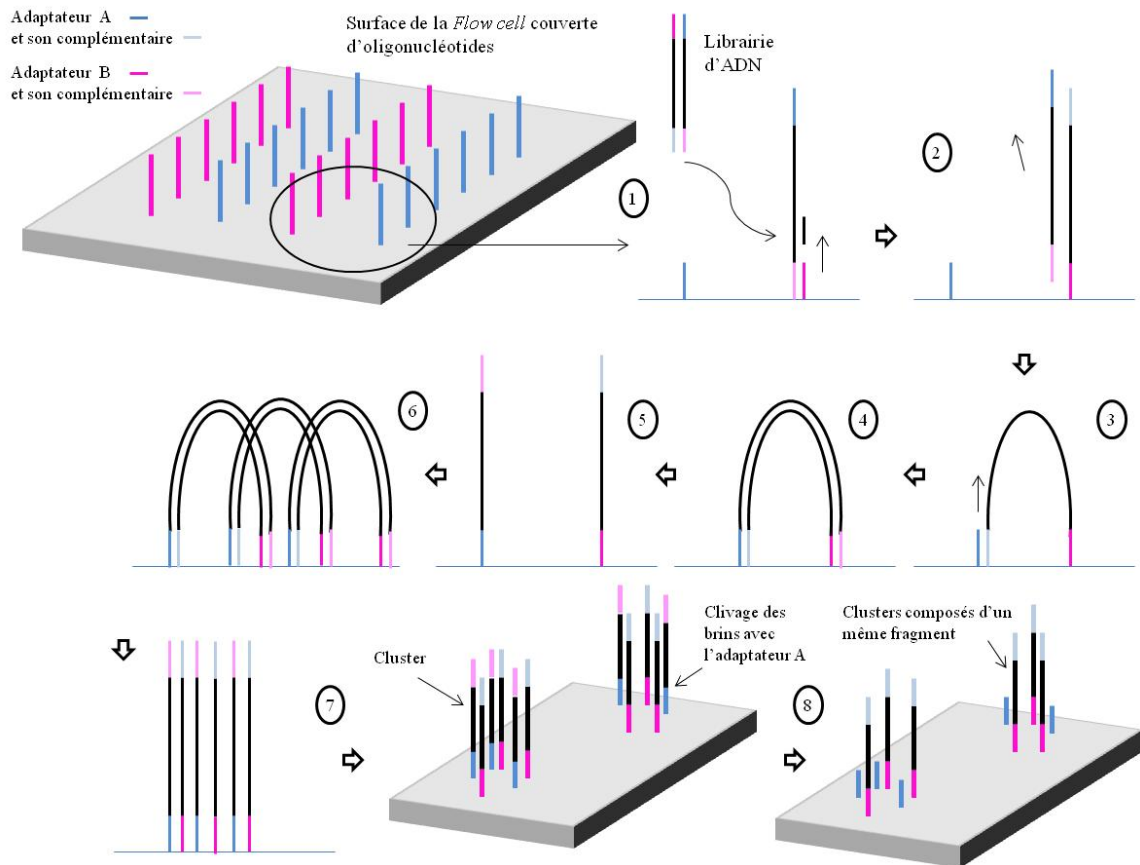 Adaptateur A
et son complémentaire
Adaptateur B
et son complémentaire
Surface de la Flow cell couverte
d'oligonucléotides
Librairie
d'ADN
1
2
3
4
5
6
7
Cluster
Clivage des
brins avec
l'adaptateur A
8
Clusters composés d'un
même fragment